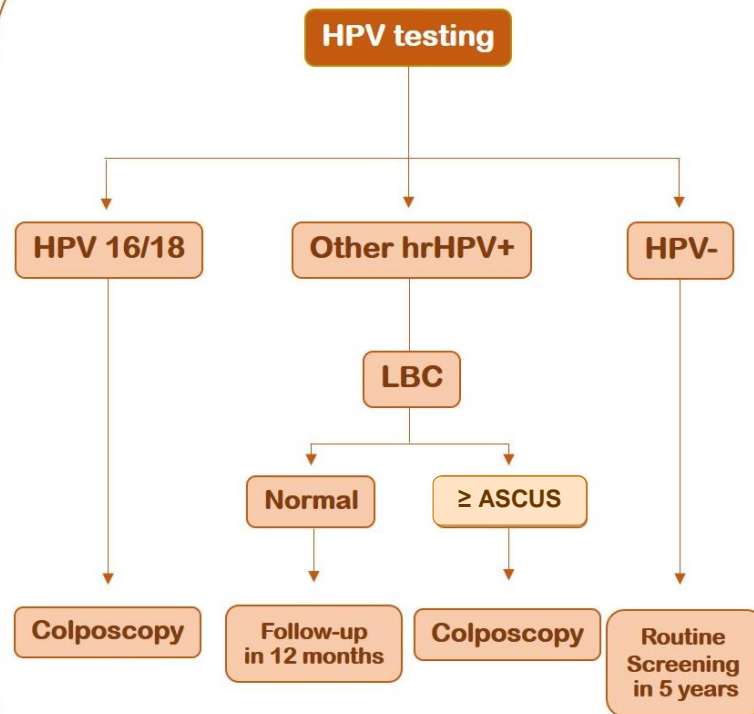 HPV testing
HPV 16/18
Other hrHPV+
HPV-
LBC
Normal
≥ ASCUS
Colposcopy
Follow-up
in 12 months
Colposcopy
Routine
Screening
in 5 years